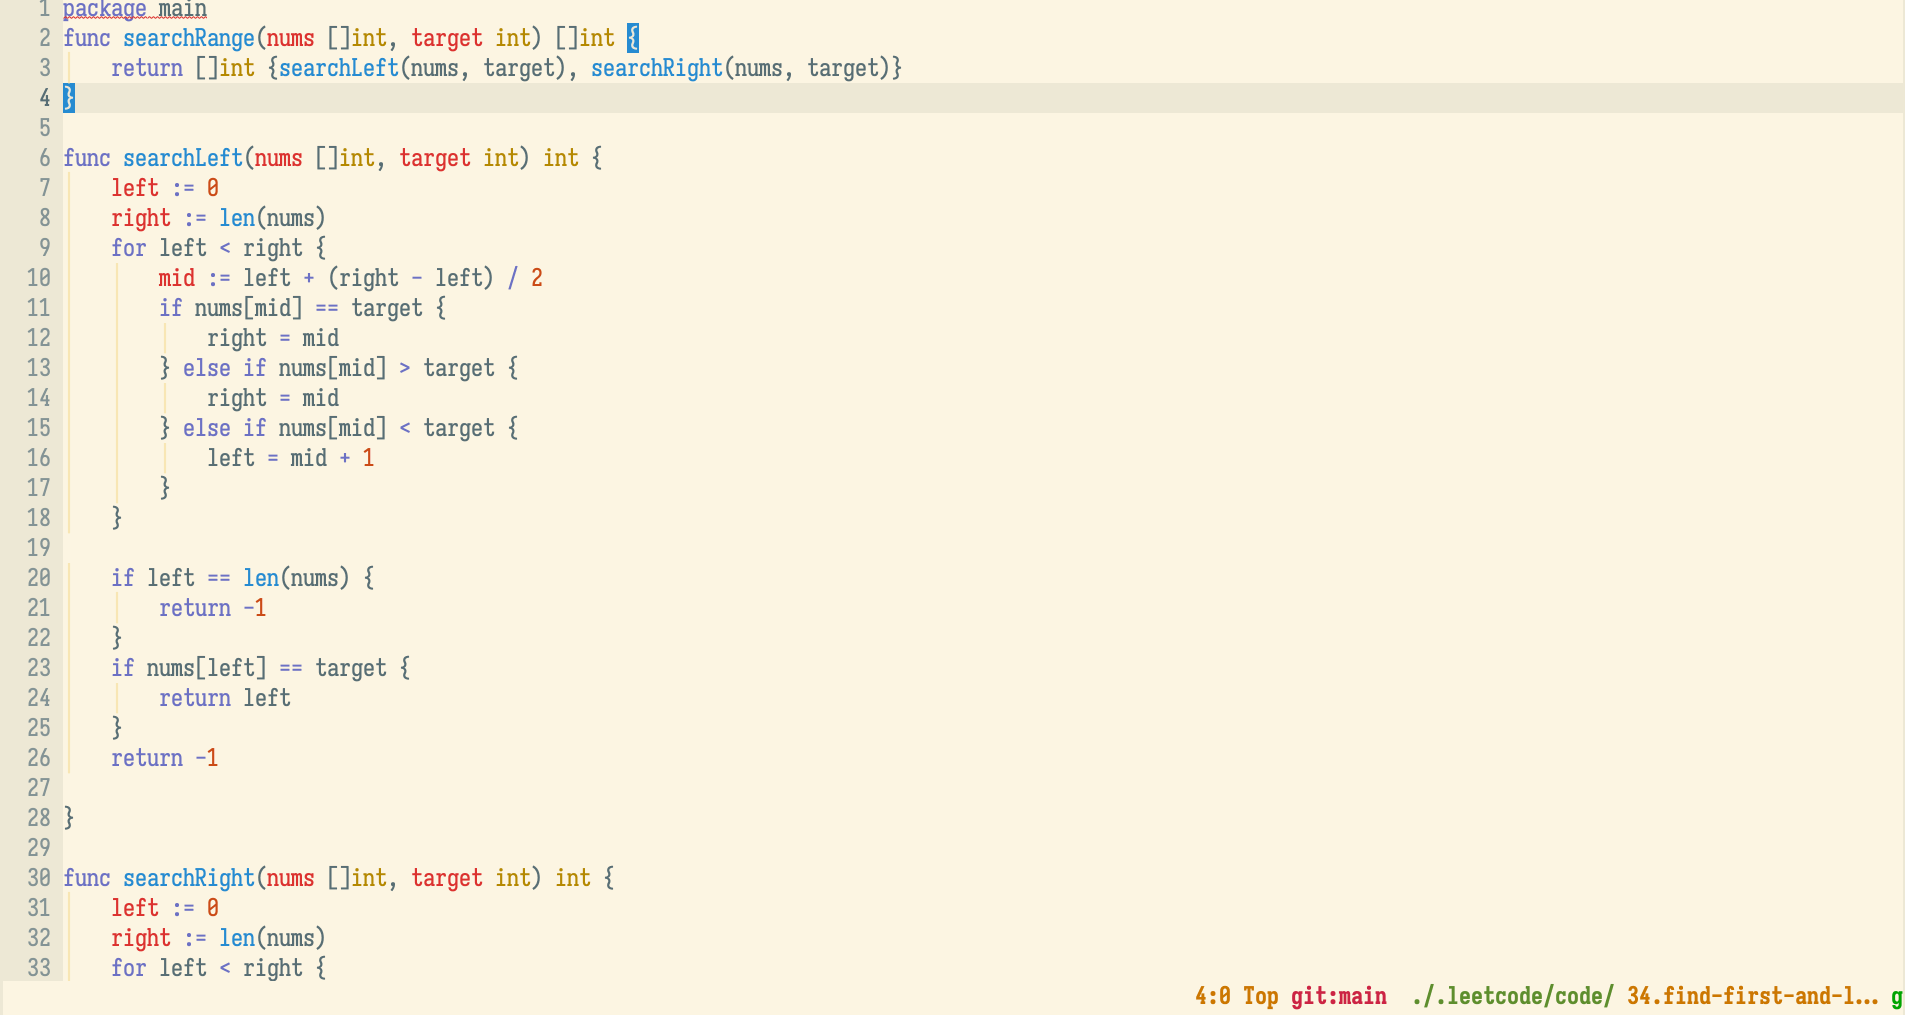 1 package main
2 func searchRange(nums []int, target int) []int {
3     return []int {searchLeft(nums, target), searchRight(nums, target)}
4 }
5
6 func searchLeft(nums []int, target int) int {
7     left := 0
8     right := len(nums)
9     for left < right {
10         mid := left + (right - left) / 2
11         if nums[mid] == target {
12             right = mid
13         } else if nums[mid] > target {
14             right = mid
15         } else if nums[mid] < target {
16             left = mid + 1
17         }
18     }
19
20     if left == len(nums) {
21         return -1
22     }
23     if nums[left] == target {
24         return left
25     }
26     return -1
27
28 }
29
30 func searchRight(nums []int, target int) int {
31     left := 0
32     right := len(nums)
33     for left < right {
4:0 Top git:main ./.leetcode/code/ 34.find-first-and-l... g